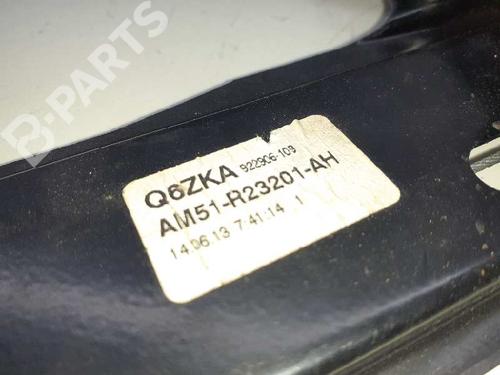 B-PARTS
Q6ZKA 922906-109
AM51-R23201-AH
14.06.13 7:41:14 1